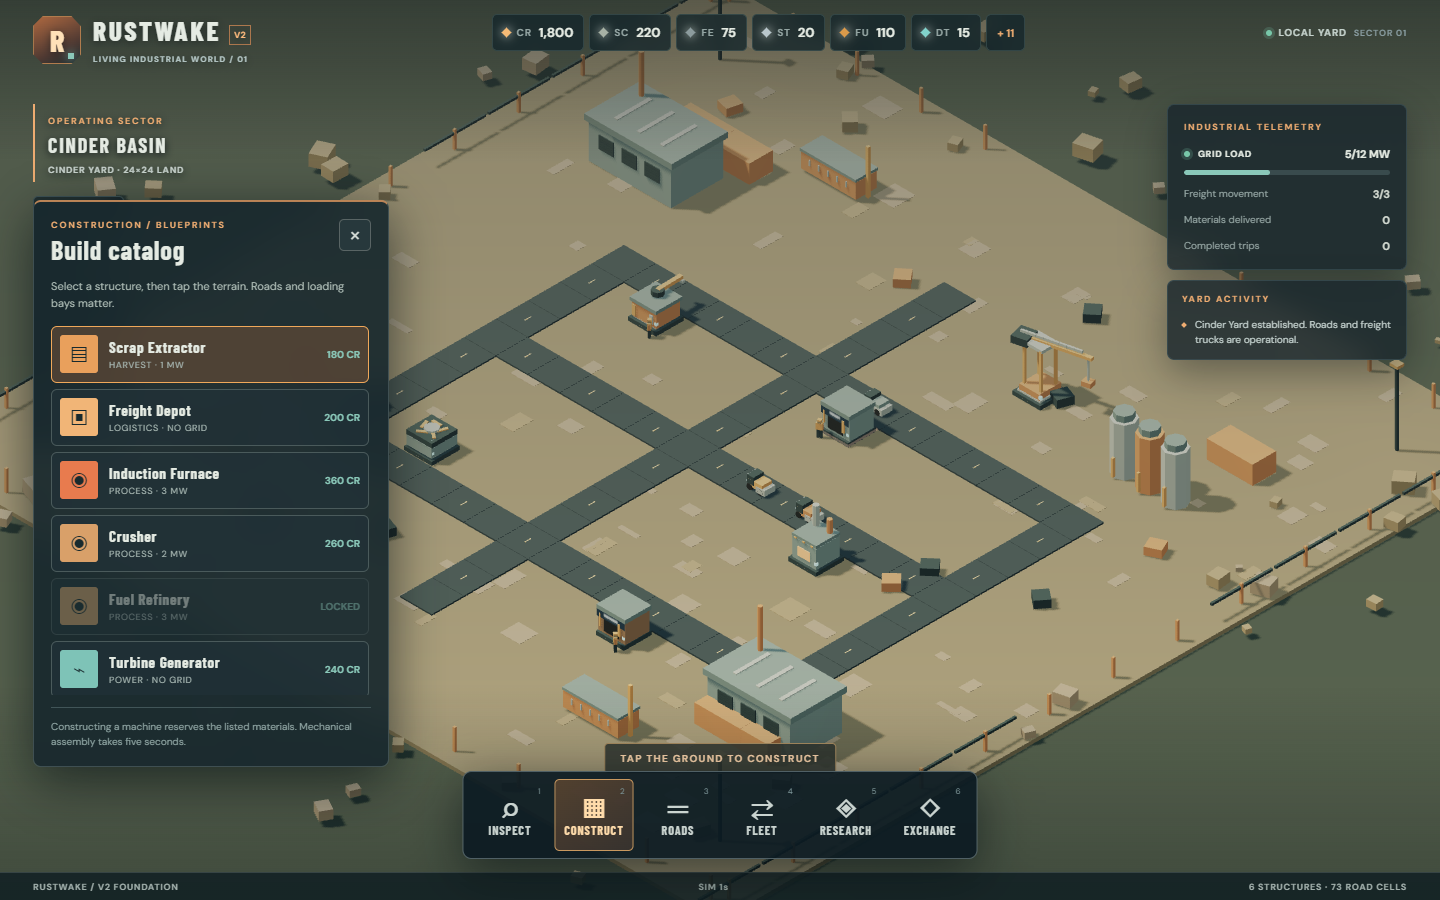 R
RUSTWAKE V2
LIVING INDUSTRIAL WORLD / 01
CR 1,800
SC 220
FE 75
ST 20
FU 110
DT 15
+ 11
LOCAL YARD SECTOR 01
OPERATING SECTOR
CINDER BASIN
CINDER YARD · 24×24 LAND
INDUSTRIAL TELEMETRY
GRID LOAD 5/12 MW
Freight movement 3/3
Materials delivered 0
Completed trips 0
YARD ACTIVITY
Cinder Yard established. Roads and freight
trucks are operational.
CONSTRUCTION / BLUEPRINTS
Build catalog
×
Select a structure, then tap the terrain. Roads and loading
bays matter.
Scrap Extractor
HARVEST · 1 MW
180 CR
Freight Depot
LOGISTICS · NO GRID
200 CR
Induction Furnace
PROCESS · 3 MW
360 CR
Crusher
PROCESS · 2 MW
260 CR
Fuel Refinery
PROCESS · 3 MW
LOCKED
Turbine Generator
POWER · NO GRID
240 CR
Constructing a machine reserves the listed materials. Mechanical
assembly takes five seconds.
TAP THE GROUND TO CONSTRUCT
1
INSPECT
2
CONSTRUCT
3
ROADS
4
FLEET
5
RESEARCH
6
EXCHANGE
RUSTWAKE / V2 FOUNDATION
SIM 1s
6 STRUCTURES · 73 ROAD CELLS